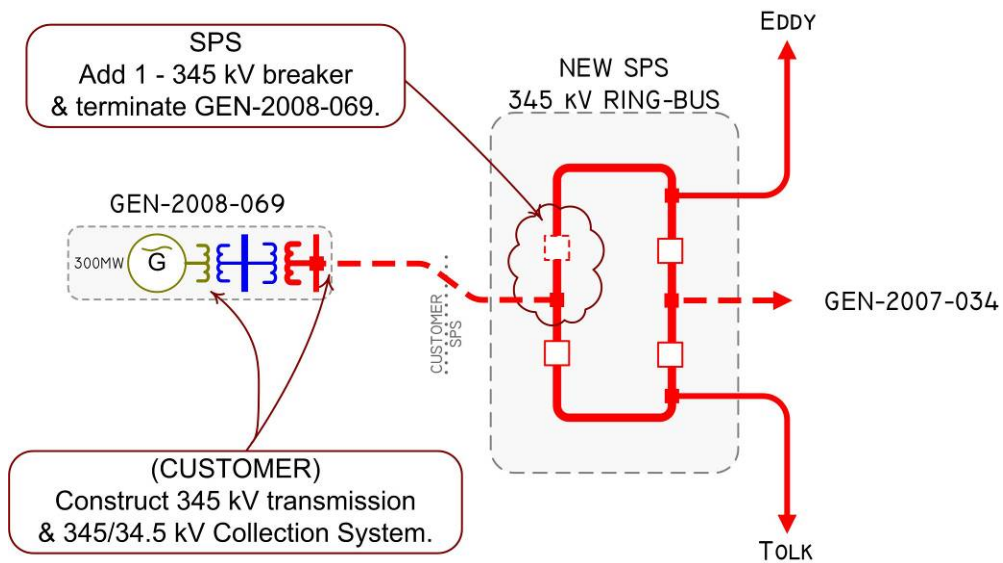 SPS
Add 1 - 345 kV breaker
& terminate GEN-2008-069.
EDDY
NEW SPS
345 KV RING-BUS
GEN-2008-069
300MW
G
CUSTOMER
SPS
GEN-2007-034
(CUSTOMER)
Construct 345 kV transmission
& 345/34.5 kV Collection System.
TOLK